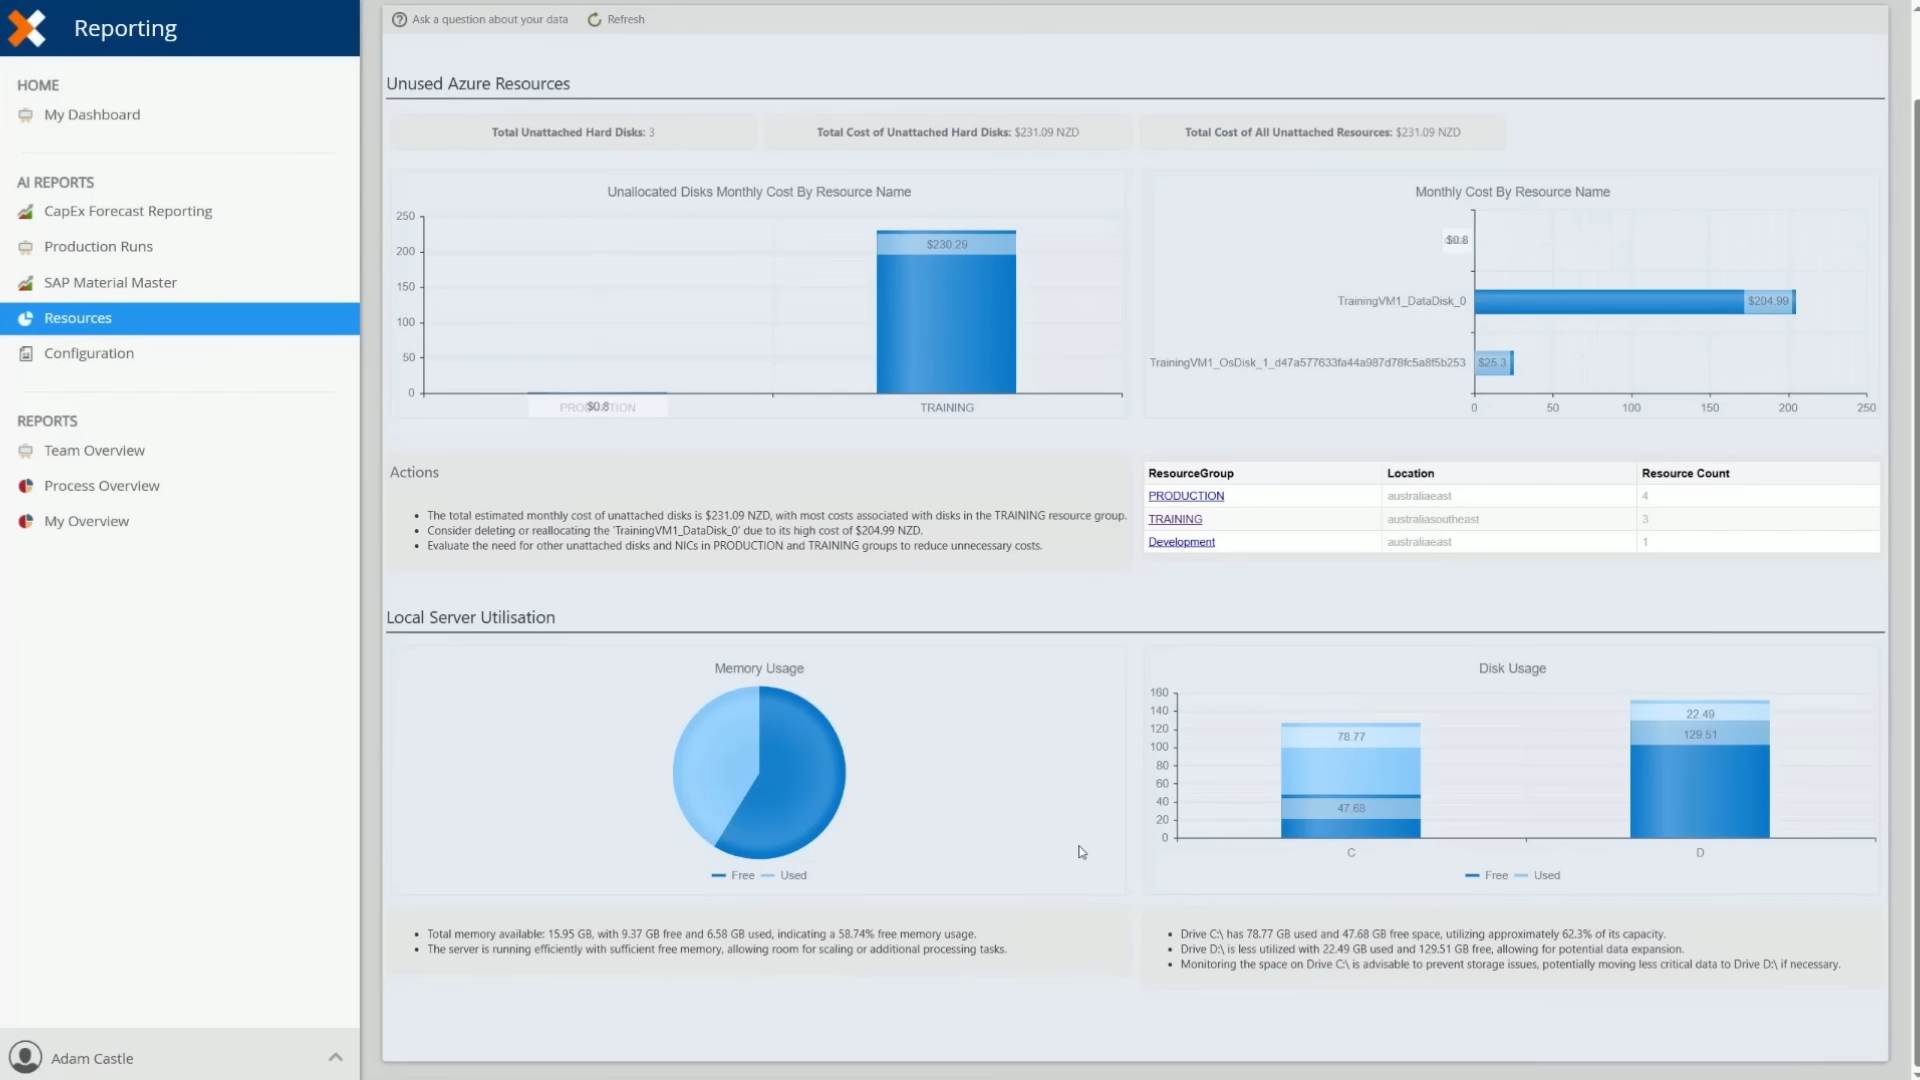 Reporting
HOME
My Dashboard
AI REPORTS
CapEx Forecast Reporting
Production Runs
SAP Material Master
Resources
Configuration
REPORTS
Team Overview
Process Overview
My Overview
Adam Castle
Ask a question about your data
Refresh
Unused Azure Resources
Total Unattached Hard Disks: 3
Total Cost of Unattached Hard Disks: $231.09 NZD
Total Cost of All Unattached Resources: $231.09 NZD
Unallocated Disks Monthly Cost By Resource Name
250
200
150
100
50
0
$230.29
$0.8
PRODUCTION
TRAINING
Monthly Cost By Resource Name
$0.8
TrainingVM1_DataDisk_0
$204.99
TrainingVM1_OsDisk_1_d47a577633fa44a987d78fc5a8f5b253
$25.3
0 50 100 150 200 250
Actions
The total estimated monthly cost of unattached disks is $231.09 NZD, with most costs associated with disks in the TRAINING resource group.
Consider deleting or reallocating the 'TrainingVM1_DataDisk_0' due to its high cost of $204.99 NZD.
Evaluate the need for other unattached disks and NICs in PRODUCTION and TRAINING groups to reduce unnecessary costs.
ResourceGroup Location Resource Count
PRODUCTION australiaeast 4
TRAINING australiasoutheast 3
Development australiaeast 1
Local Server Utilisation
Memory Usage
Free Used
Disk Usage
160
140
120
100
80
60
40
20
0
78.77
47.68
22.49
129.51
C D
Free Used
Total memory available: 15.95 GB, with 9.37 GB free and 6.58 GB used, indicating a 58.74% free memory usage.
The server is running efficiently with sufficient free memory, allowing room for scaling or additional processing tasks.
Drive C:\ has 78.77 GB used and 47.68 GB free space, utilizing approximately 62.3% of its capacity.
Drive D:\ is less utilized with 22.49 GB used and 129.51 GB free, allowing for potential data expansion.
Monitoring the space on Drive C:\ is advisable to prevent storage issues, potentially moving less critical data to Drive D:\ if necessary.